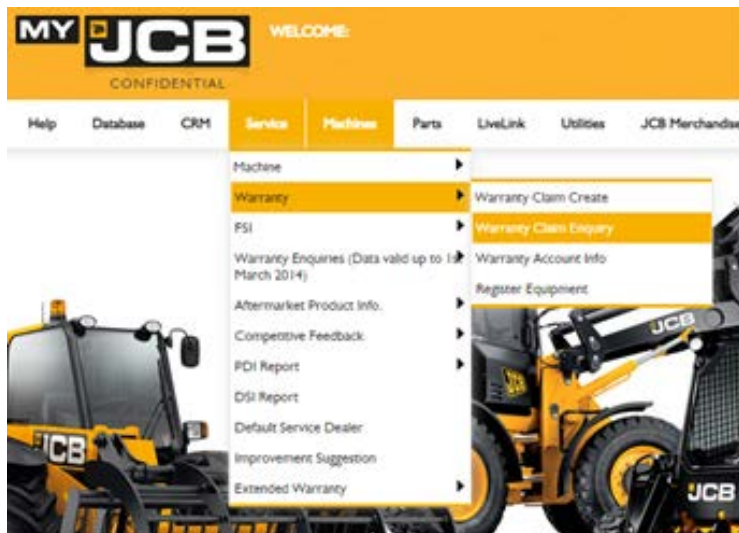 MY JCB WELCOME:
CONFIDENTIAL
Help Database CRM Service Machines Parts LiveLink Utilities JCB Merchandise
Machine
Warranty
FSI
Warranty Enquiries (Data valid up to 1st
March 2014)
Aftermarket Product Info.
Competitive Feedback
PDI Report
DSI Report
Default Service Dealer
Improvement Suggestion
Extended Warranty
Warranty Claim Create
Warranty Claim Enquiry
Warranty Account Info
Register Equipment
JCB
JCB
JCB
JCB